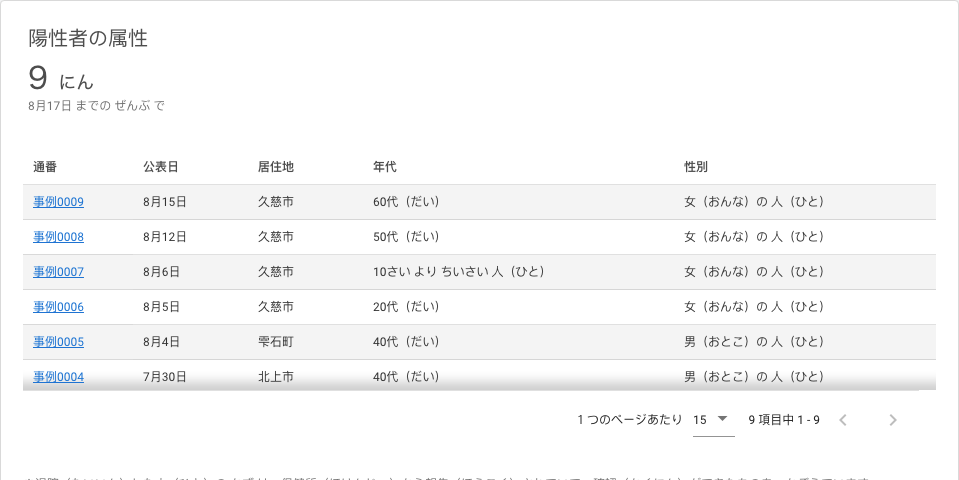 陽性者の属性
9 にん
8月17日 までの ぜんぶ で
通番 公表日 居住地 年代 性別
事例0009 8月15日 久慈市 60代（だい） 女（おんな）の 人（ひと）
事例0008 8月12日 久慈市 50代（だい） 女（おんな）の 人（ひと）
事例0007 8月6日 久慈市 10さい より ちいさい 人（ひと） 女（おんな）の 人（ひと）
事例0006 8月5日 久慈市 20代（だい） 女（おんな）の 人（ひと）
事例0005 8月4日 雫石町 40代（だい） 男（おとこ）の 人（ひと）
事例0004 7月30日 北上市 40代（だい） 男（おとこ）の 人（ひと）
1 つのページあたり 15 9 項目中 1 - 9